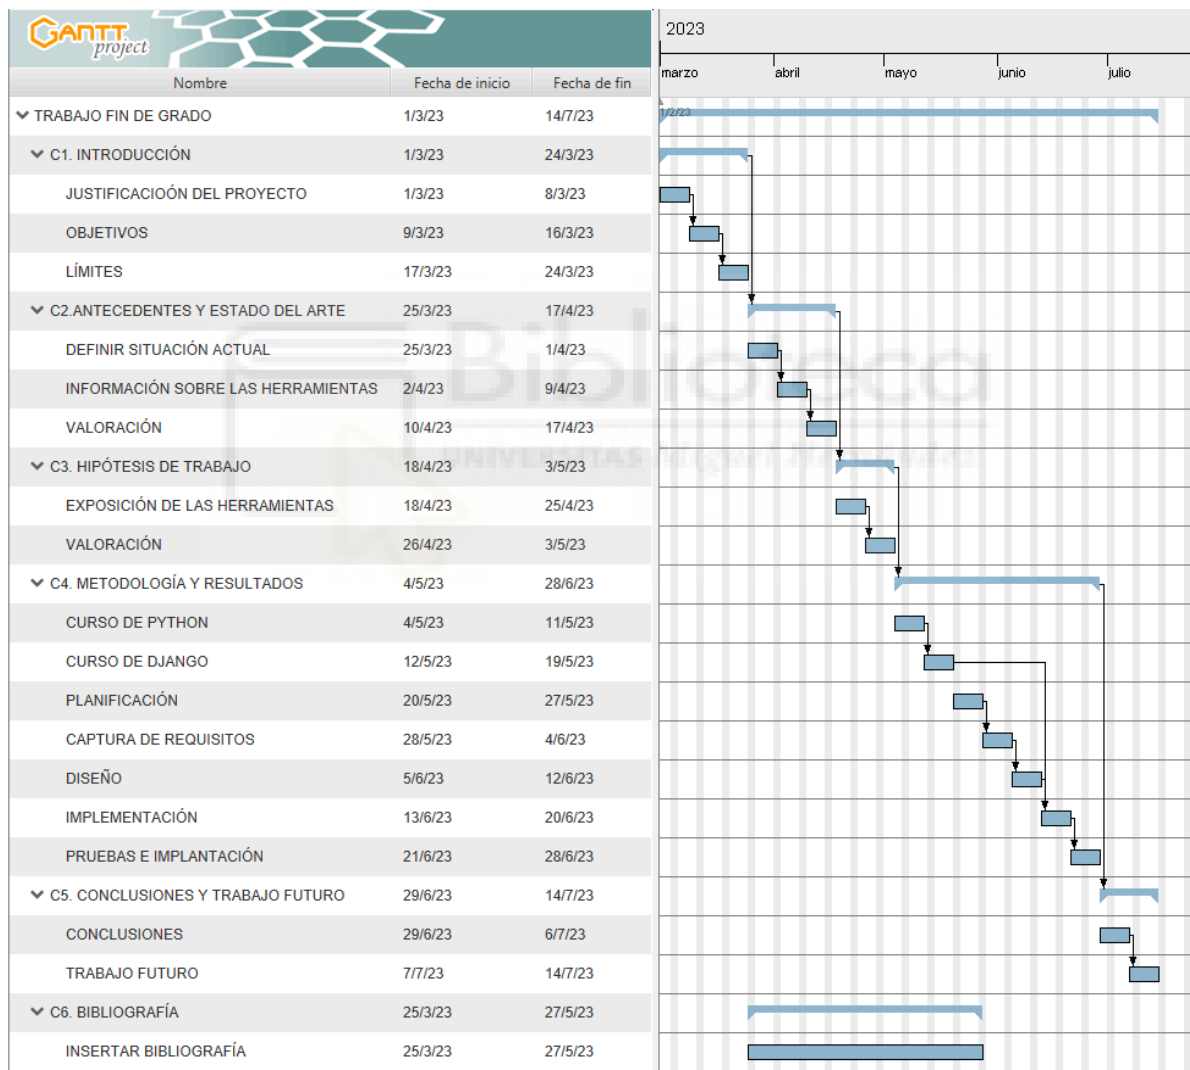 GANTT
project
2023
Nombre Fecha de inicio Fecha de fin
marzo abril mayo junio julio
TRABAJO FIN DE GRADO 1/3/23 14/7/23
1/2/23
C1. INTRODUCCIÓN 1/3/23 24/3/23
JUSTIFICACIOÓN DEL PROYECTO 1/3/23 8/3/23
OBJETIVOS 9/3/23 16/3/23
LÍMITES 17/3/23 24/3/23
C2.ANTECEDENTES Y ESTADO DEL ARTE 25/3/23 17/4/23
DEFINIR SITUACIÓN ACTUAL 25/3/23 1/4/23
Biblioteca
INFORMACIÓN SOBRE LAS HERRAMIENTAS 2/4/23 9/4/23
VALORACIÓN 10/4/23 17/4/23
UNIVERSITAS Miguel Hernández
C3. HIPÓTESIS DE TRABAJO 18/4/23 3/5/23
EXPOSICIÓN DE LAS HERRAMIENTAS 18/4/23 25/4/23
VALORACIÓN 26/4/23 3/5/23
C4. METODOLOGÍA Y RESULTADOS 4/5/23 28/6/23
CURSO DE PYTHON 4/5/23 11/5/23
CURSO DE DJANGO 12/5/23 19/5/23
PLANIFICACIÓN 20/5/23 27/5/23
CAPTURA DE REQUISITOS 28/5/23 4/6/23
DISEÑO 5/6/23 12/6/23
IMPLEMENTACIÓN 13/6/23 20/6/23
PRUEBAS E IMPLANTACIÓN 21/6/23 28/6/23
C5. CONCLUSIONES Y TRABAJO FUTURO 29/6/23 14/7/23
CONCLUSIONES 29/6/23 6/7/23
TRABAJO FUTURO 7/7/23 14/7/23
C6. BIBLIOGRAFÍA 25/3/23 27/5/23
INSERTAR BIBLIOGRAFÍA 25/3/23 27/5/23